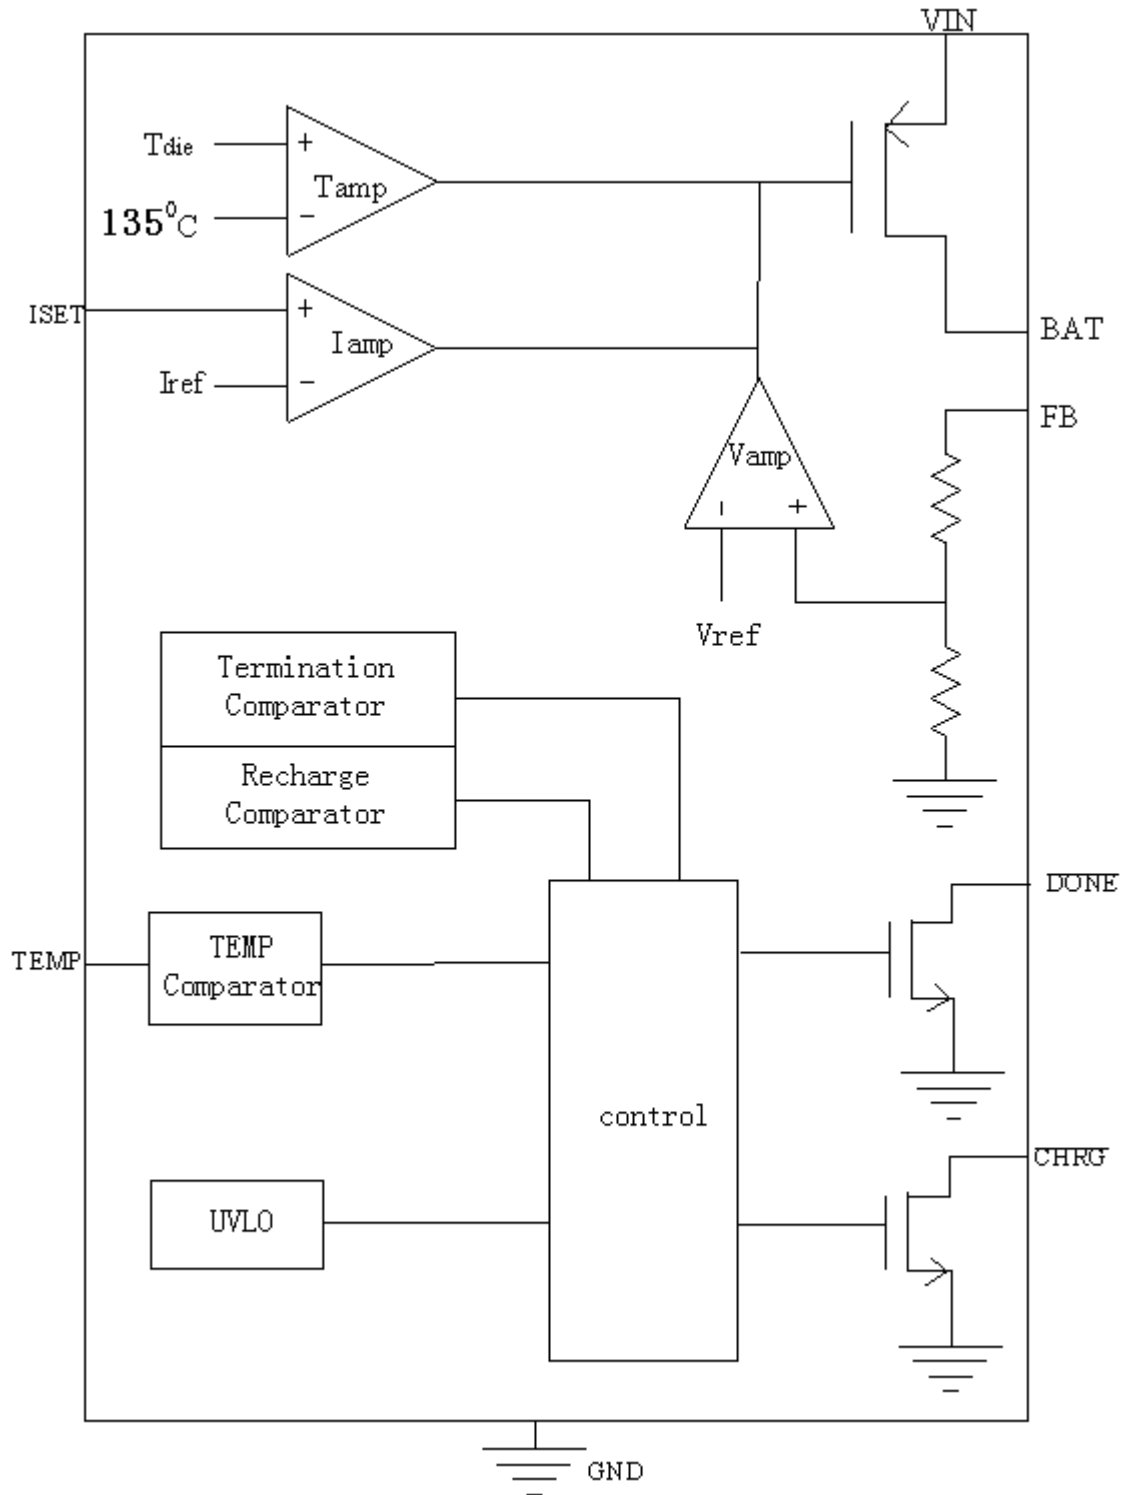 VIN
Tdie
+
Tamp
135⁰C
−
ISET
+
Iamp
BAT
Iref
−
FB
Vamp
− +
Vref
Termination
Comparator
Recharge
Comparator
DONE
TEMP
TEMP
Comparator
control
CHRG
UVLO
GND